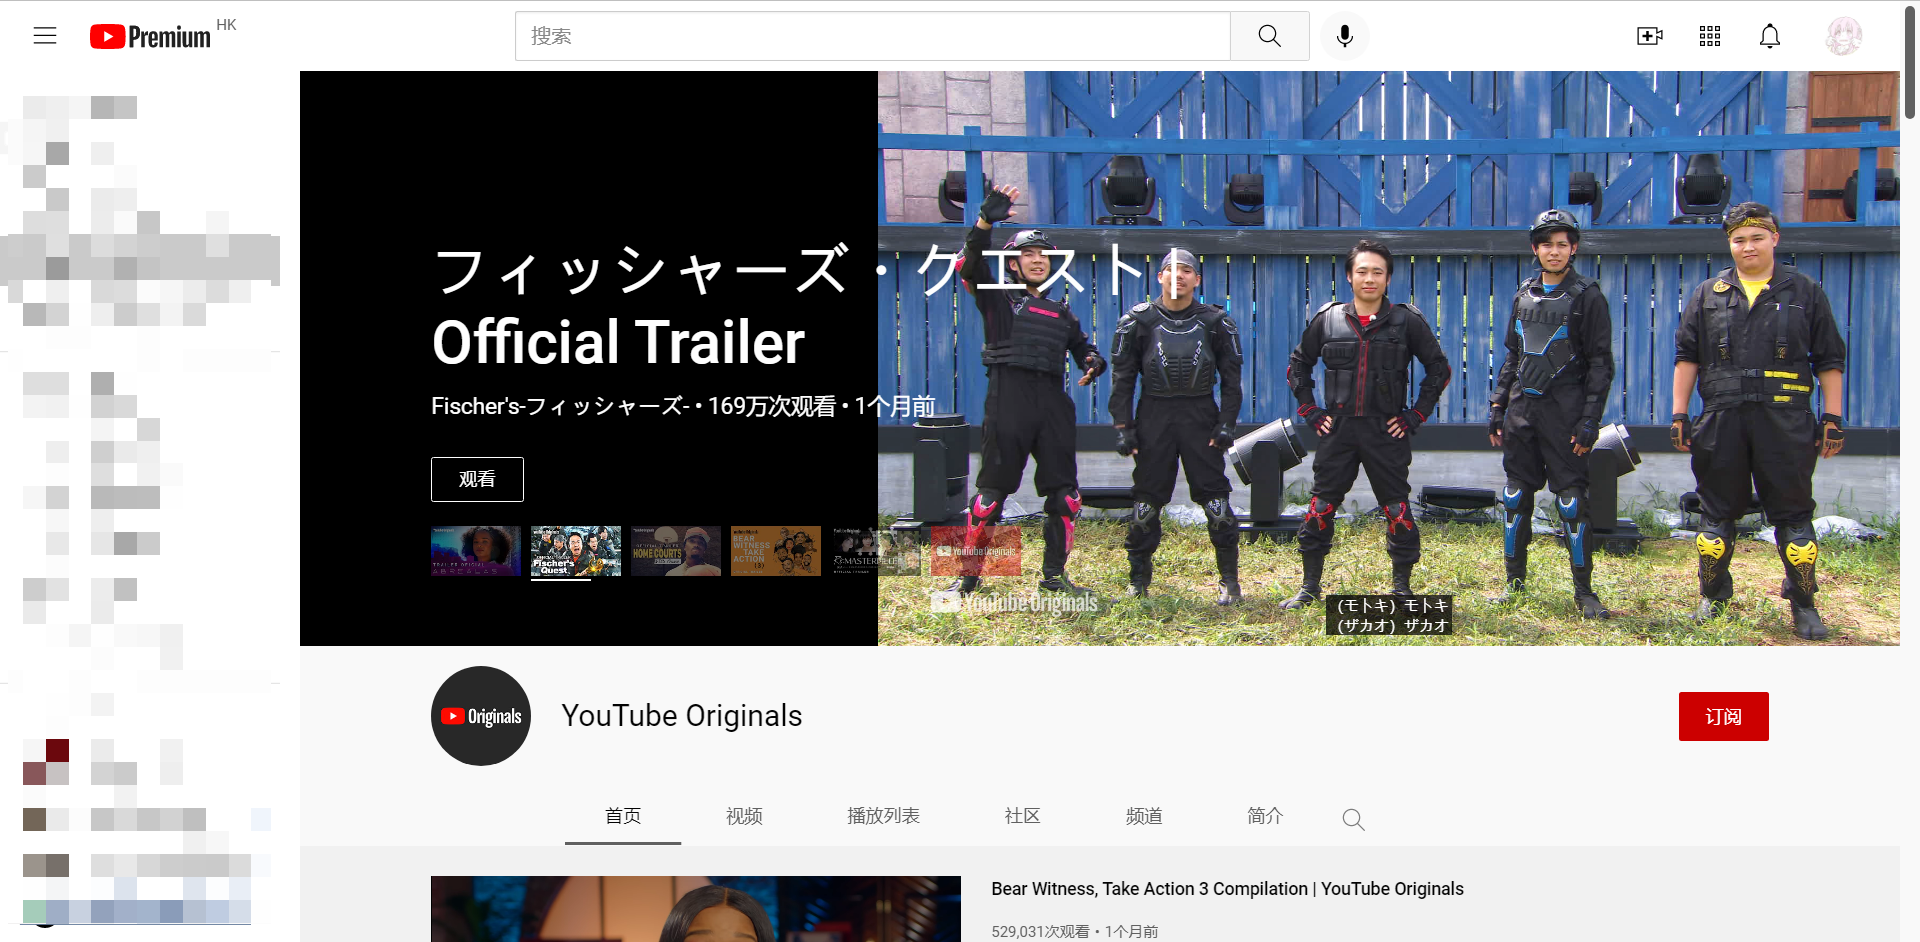 Premium HK
搜索
フィッシャーズ・クエスト |
Official Trailer
Fischer's-フィッシャーズ- • 169万次观看 • 1个月前
观看
HOME COURTS
BEAR
WITNESS
TAKE
ACTION
Fischer's
Quest
YouTube Originals
YouTube Originals
(モトキ) モトキ
(ザカオ) ザカオ
Originals
YouTube Originals
订阅
首页 视频 播放列表 社区 频道 简介
Bear Witness, Take Action 3 Compilation | YouTube Originals
529,031次观看 • 1个月前